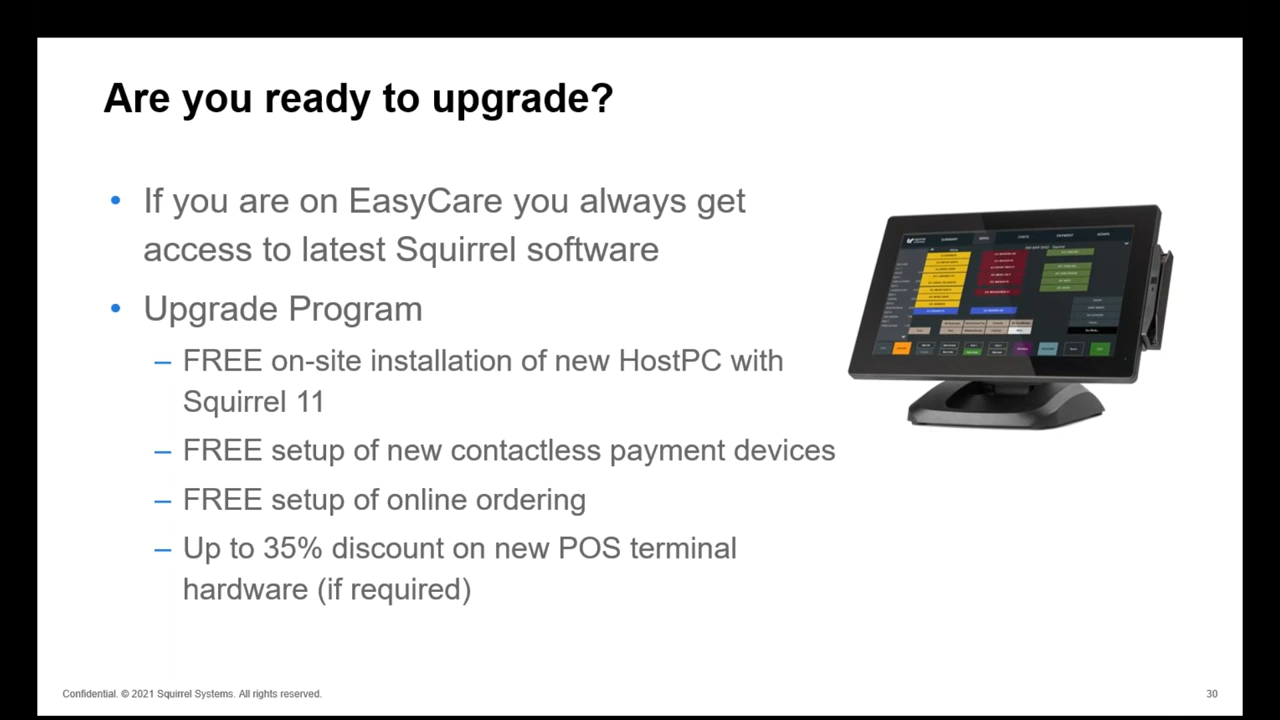 Are you ready to upgrade?
• If you are on EasyCare you always get
access to latest Squirrel software
• Upgrade Program
– FREE on-site installation of new HostPC with
Squirrel 11
– FREE setup of new contactless payment devices
– FREE setup of online ordering
– Up to 35% discount on new POS terminal
hardware (if required)
Confidential. © 2021 Squirrel Systems. All rights reserved.
30